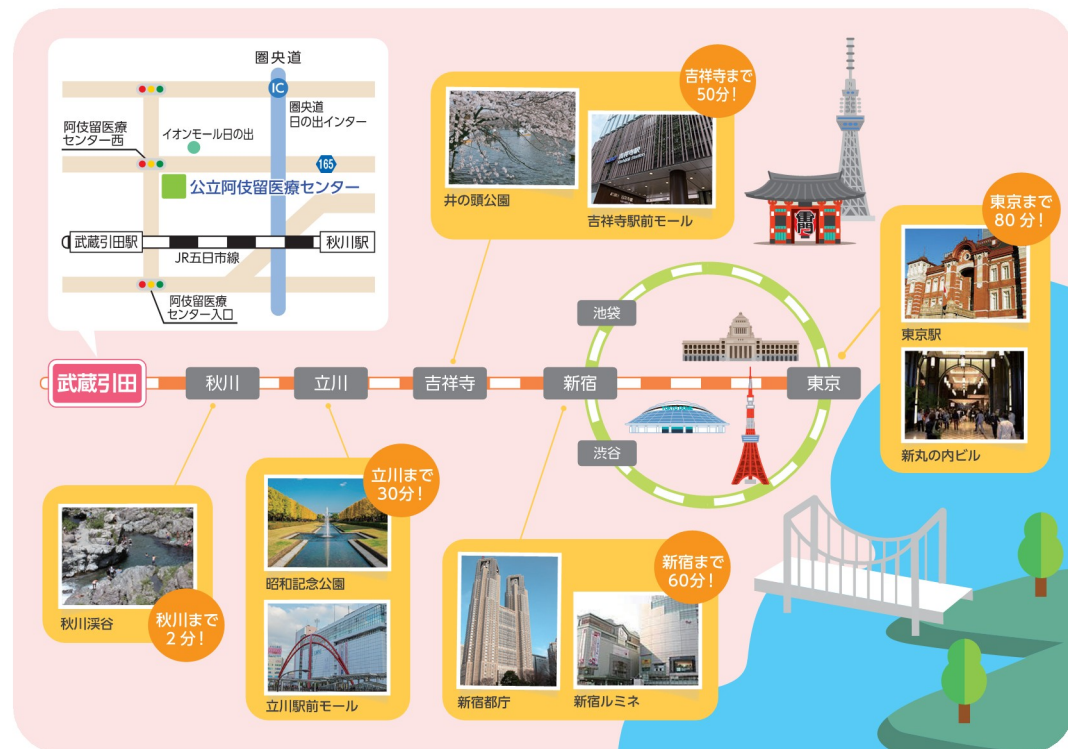 圏央道
IC
圏央道
日の出インター
阿伎留医療
センター西
イオンモール日の出
165
公立阿伎留医療センター
武蔵引田駅
秋川駅
JR五日市線
阿伎留医療
センター入口
吉祥寺まで
50分!
吉祥寺駅
井の頭公園
吉祥寺駅前モール
東京まで
80分!
東京駅
新丸の内ビル
池袋
武蔵引田
秋川
立川
吉祥寺
新宿
東京
渋谷
秋川渓谷
秋川まで
2分!
立川まで
30分!
昭和記念公園
立川駅前モール
新宿まで
60分!
新宿都庁
新宿ルミネ